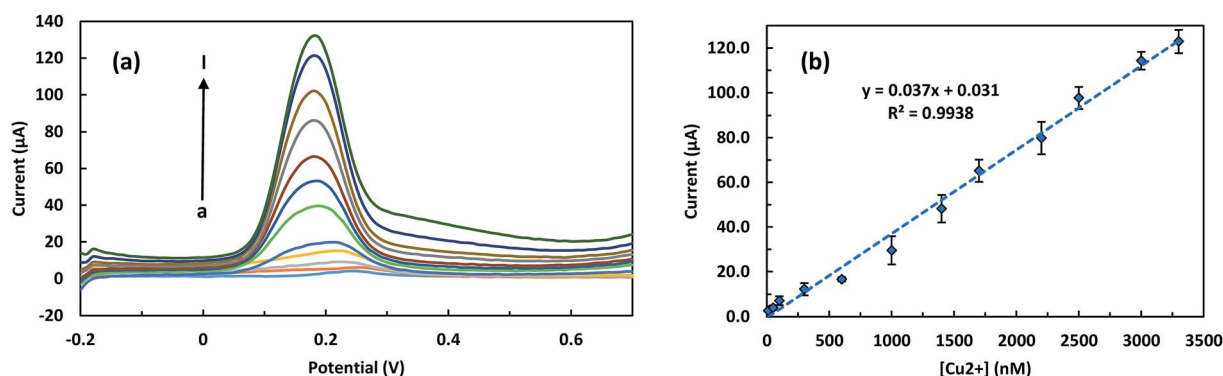 140
120
100
80
60
40
20
0
-20
Current (µA)
(a)
l
a
-0.2
0
0.2
0.4
0.6
Potential (V)
120.0
100.0
80.0
60.0
40.0
20.0
0.0
Current (µA)
(b)
y = 0.037x + 0.031
R² = 0.9938
0
500
1000
1500
2000
2500
3000
3500
[Cu2+] (nM)